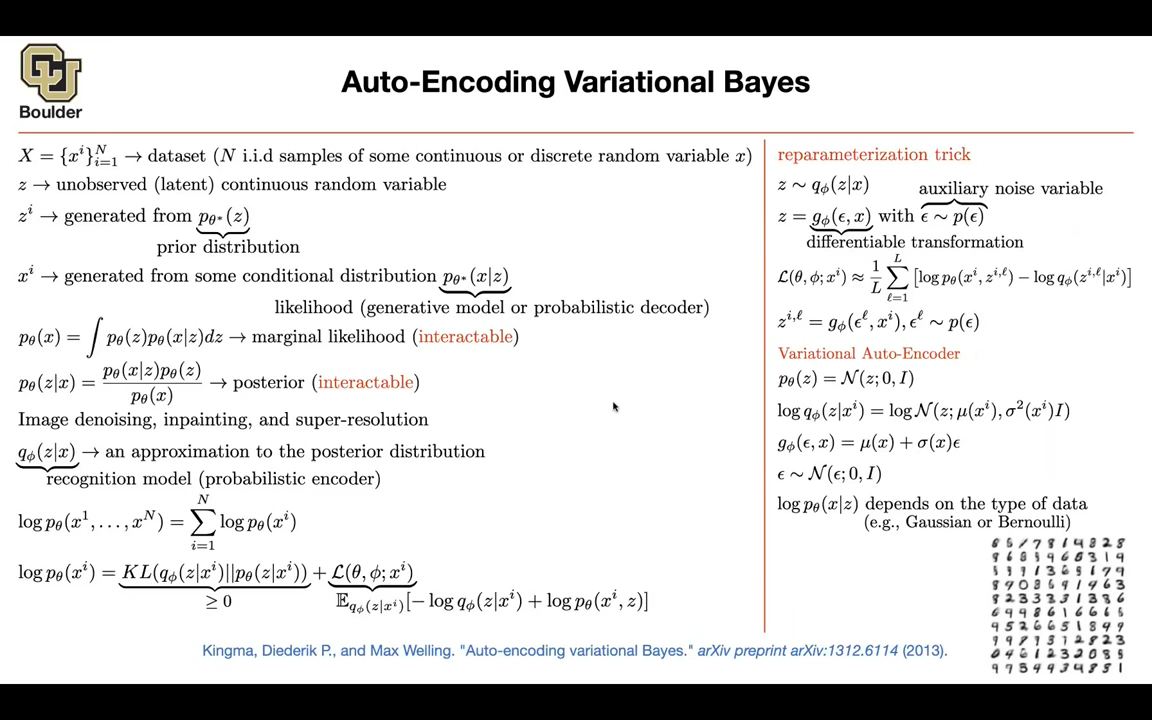 Boulder
Auto-Encoding Variational Bayes
X = {x^i}_{i=1}^N → dataset (N i.i.d samples of some continuous or discrete random variable x)
z → unobserved (latent) continuous random variable
z^i → generated from p_{θ*}(z)
prior distribution
x^i → generated from some conditional distribution p_{θ*}(x|z)
likelihood (generative model or probabilistic decoder)
p_θ(x) = ∫ p_θ(z)p_θ(x|z)dz → marginal likelihood (interactable)
p_θ(z|x) = p_θ(x|z)p_θ(z) / p_θ(x) → posterior (interactable)
Image denoising, inpainting, and super-resolution
q_ϕ(z|x) → an approximation to the posterior distribution
recognition model (probabilistic encoder)
log p_θ(x^1, . . . , x^N) = ∑_{i=1}^N log p_θ(x^i)
log p_θ(x^i) = KL(q_ϕ(z|x^i)||p_θ(z|x^i)) + ℒ(θ, ϕ; x^i)
≥ 0
𝔼_{q_ϕ(z|x^i)}[− log q_ϕ(z|x^i) + log p_θ(x^i, z)]
reparameterization trick
z ∼ q_ϕ(z|x)
auxiliary noise variable
z = g_ϕ(ϵ, x) with ϵ ∼ p(ϵ)
differentiable transformation
ℒ(θ, ϕ; x^i) ≈ 1/L ∑_{ℓ=1}^L [log p_θ(x^i, z^{i,ℓ}) − log q_ϕ(z^{i,ℓ}|x^i)]
z^{i,ℓ} = g_ϕ(ϵ^ℓ, x^i), ϵ^ℓ ∼ p(ϵ)
Variational Auto-Encoder
p_θ(z) = 𝒩(z; 0, I)
log q_ϕ(z|x^i) = log 𝒩(z; μ(x^i), σ²(x^i)I)
g_ϕ(ϵ, x) = μ(x) + σ(x)ϵ
ϵ ∼ 𝒩(ϵ; 0, I)
log p_θ(x|z) depends on the type of data
(e.g., Gaussian or Bernoulli)
Kingma, Diederik P., and Max Welling. "Auto-encoding variational Bayes." arXiv preprint arXiv:1312.6114 (2013).